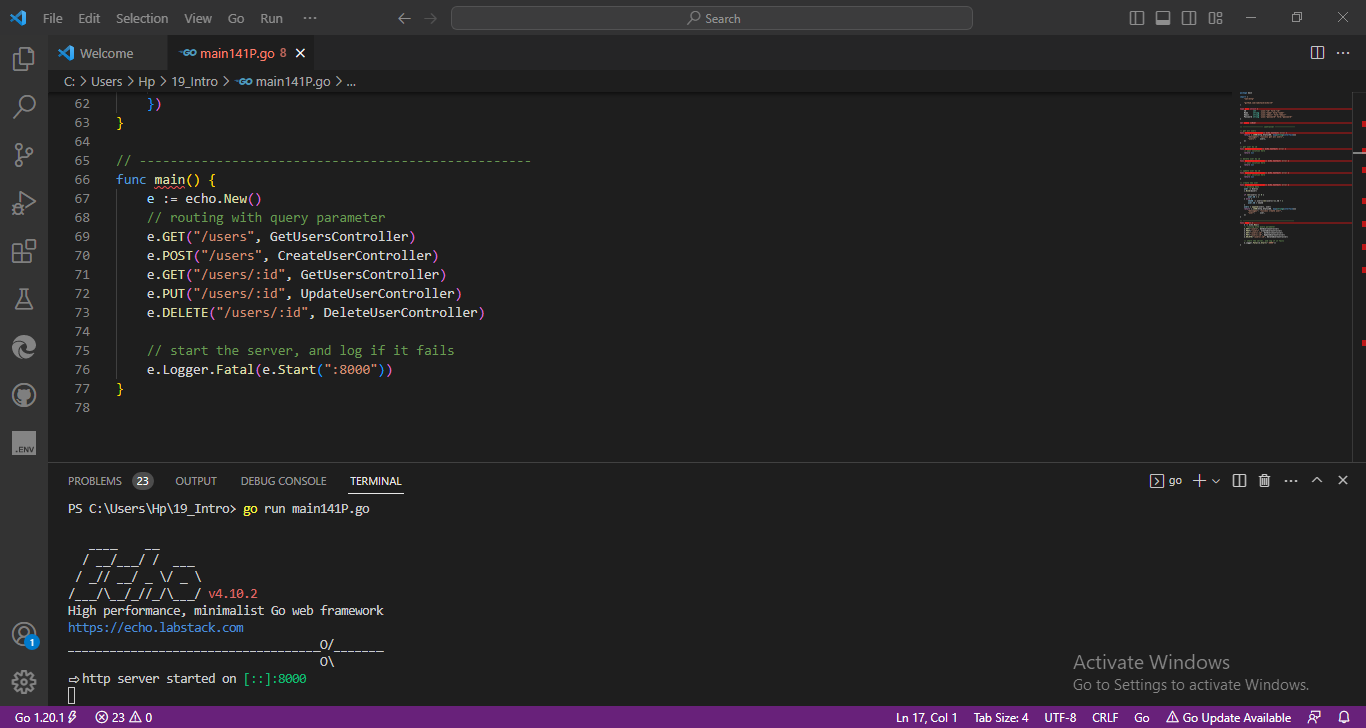 File Edit Selection View Go Run ... Search
Welcome GO main141P.go 8
C: > Users > Hp > 19_Intro > GO main141P.go > ...
62 })
63 }
64
65 // ---------------------------------------------------
66 func main() {
67 e := echo.New()
68 // routing with query parameter
69 e.GET("/users", GetUsersController)
70 e.POST("/users", CreateUserController)
71 e.GET("/users/:id", GetUsersController)
72 e.PUT("/users/:id", UpdateUserController)
73 e.DELETE("/users/:id", DeleteUserController)
74
75 // start the server, and log if it fails
76 e.Logger.Fatal(e.Start(":8000"))
77 }
78
.ENV
PROBLEMS 23 OUTPUT DEBUG CONSOLE TERMINAL go
PS C:\Users\Hp\19_Intro> go run main141P.go
   ____    __
  / __/___/ /  ___
 / _// __/ _ \/ _ \
/___/\__/_//_/\___/ v4.10.2
High performance, minimalist Go web framework
https://echo.labstack.com
____________________________________O/_______
                                    O\
⇨ http server started on [::]:8000
1
Activate Windows
Go to Settings to activate Windows.
Go 1.20.1 23 0 Ln 17, Col 1 Tab Size: 4 UTF-8 CRLF Go Go Update Available